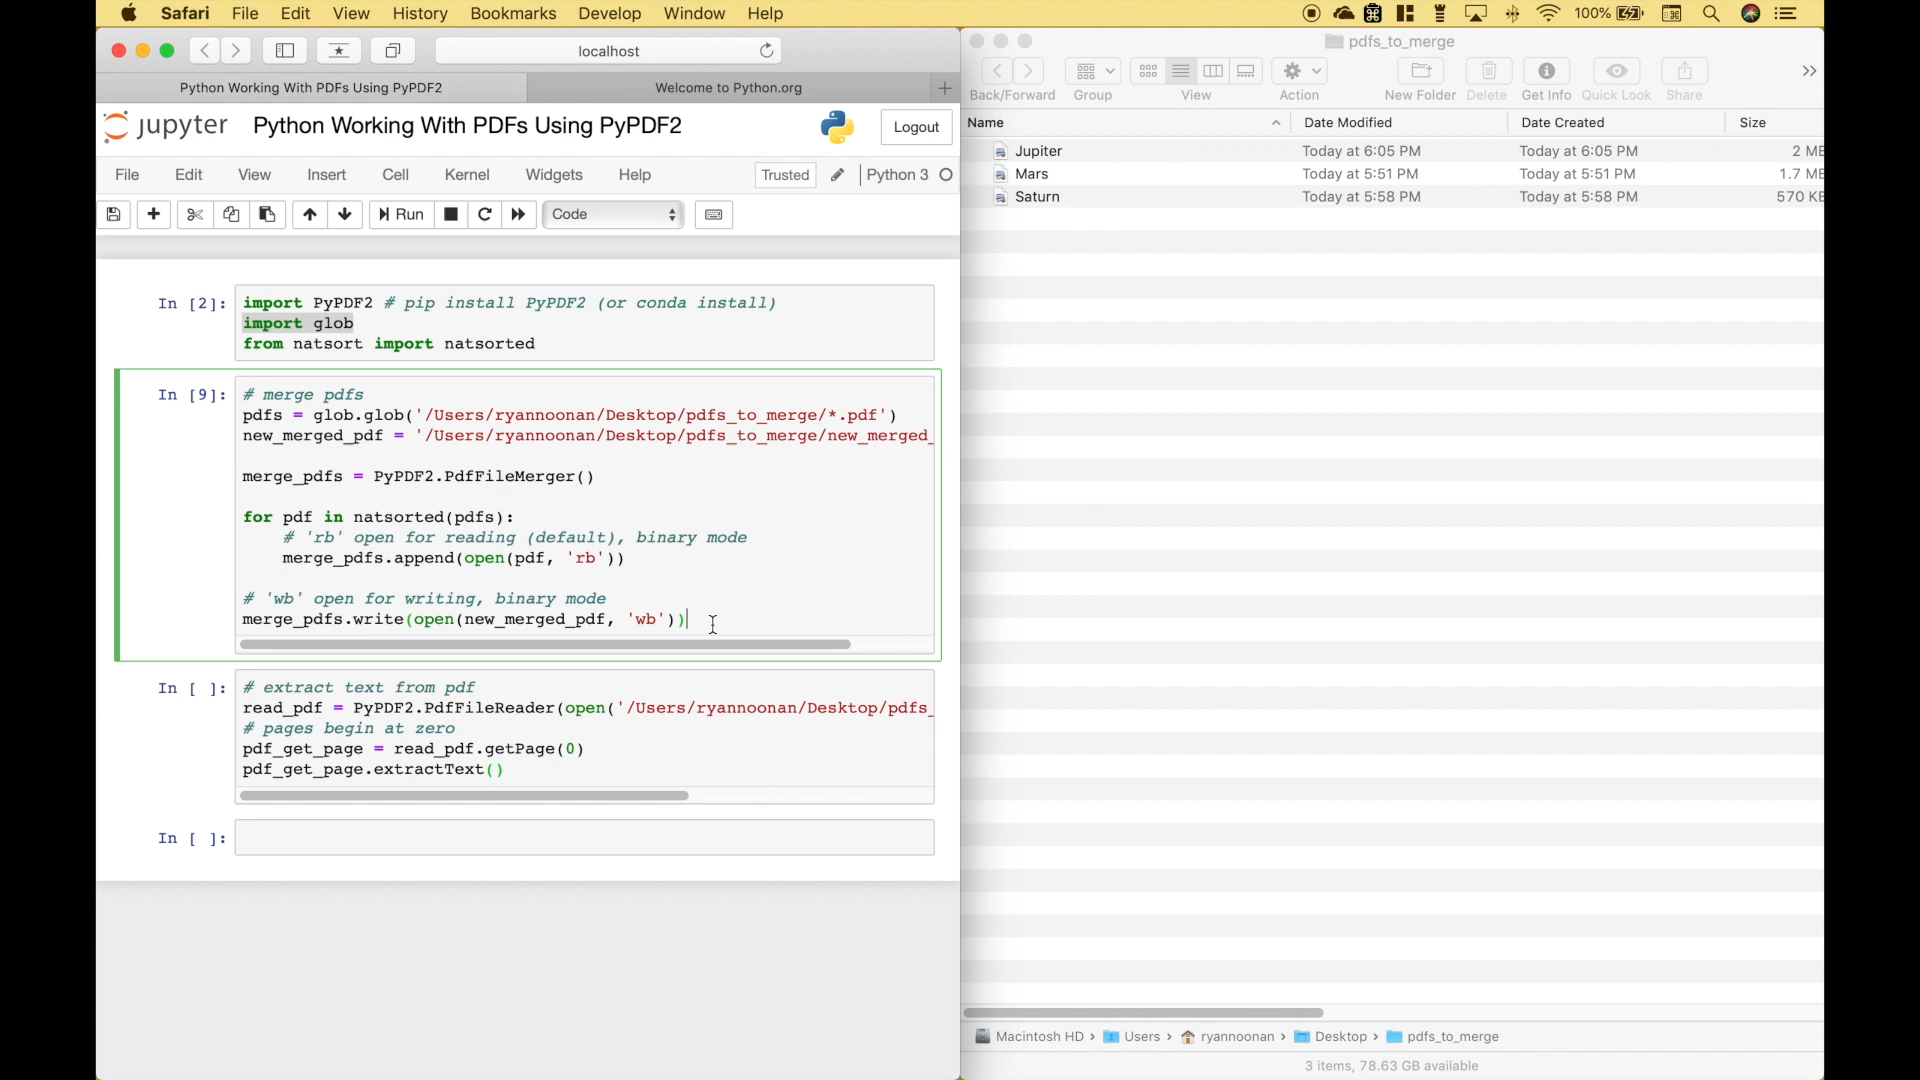 Safari File Edit View History Bookmarks Develop Window Help 100%
localhost
Python Working With PDFs Using PyPDF2
Welcome to Python.org
jupyter Python Working With PDFs Using PyPDF2 Logout
File Edit View Insert Cell Kernel Widgets Help Trusted Python 3
Run Code
In [2]: import PyPDF2 # pip install PyPDF2 (or conda install)
import glob
from natsort import natsorted
In [9]: # merge pdfs
pdfs = glob.glob('/Users/ryannoonan/Desktop/pdfs_to_merge/*.pdf')
new_merged_pdf = '/Users/ryannoonan/Desktop/pdfs_to_merge/new_merged_
merge_pdfs = PyPDF2.PdfFileMerger()
for pdf in natsorted(pdfs):
# 'rb' open for reading (default), binary mode
merge_pdfs.append(open(pdf, 'rb'))
# 'wb' open for writing, binary mode
merge_pdfs.write(open(new_merged_pdf, 'wb'))
In [ ]: # extract text from pdf
read_pdf = PyPDF2.PdfFileReader(open('/Users/ryannoonan/Desktop/pdfs_
# pages begin at zero
pdf_get_page = read_pdf.getPage(0)
pdf_get_page.extractText()
In [ ]:
pdfs_to_merge
Back/Forward Group View Action New Folder Delete Get Info Quick Look Share
Name Date Modified Date Created Size
Jupiter Today at 6:05 PM Today at 6:05 PM 2 MB
Mars Today at 5:51 PM Today at 5:51 PM 1.7 MB
Saturn Today at 5:58 PM Today at 5:58 PM 570 KB
Macintosh HD › Users › ryannoonan › Desktop › pdfs_to_merge
3 items, 78.63 GB available